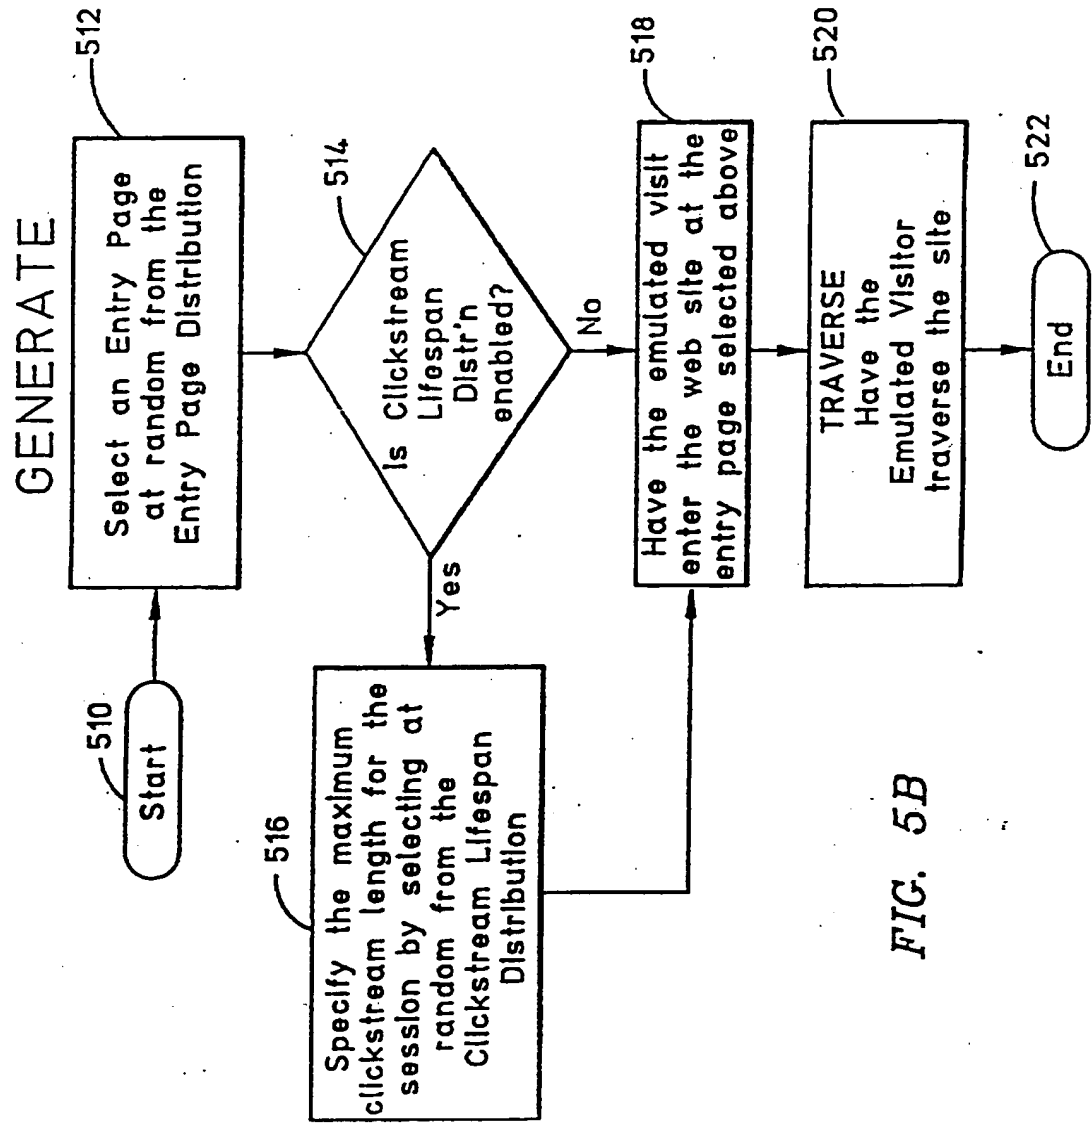 GENERATE
510
Start
512
Select an Entry Page
at random from the
Entry Page Distribution
514
Is Clickstream
Lifespan
Distr'n
enabled?
Yes
No
516
Specify the maximum
clickstream length for the
session by selecting at
random from the
Clickstream Lifespan
Distribution
518
Have the emulated visit
enter the web site at the
entry page selected above
520
TRAVERSE
Have the
Emulated Visitor
traverse the site
522
End
FIG. 5B